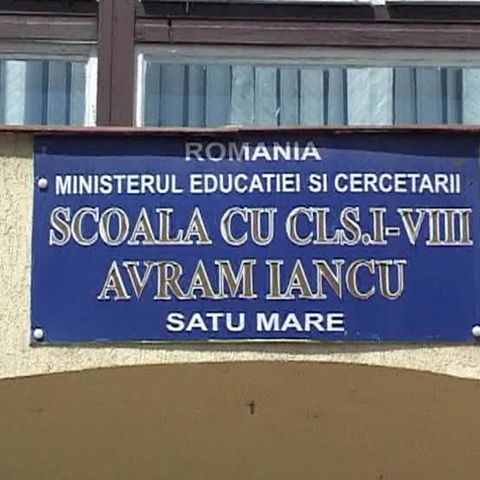 ROMANIA
MINISTERUL EDUCATIEI SI CERCETARII
SCOALA CU CLS.I-VIII
AVRAM IANCU
SATU MARE